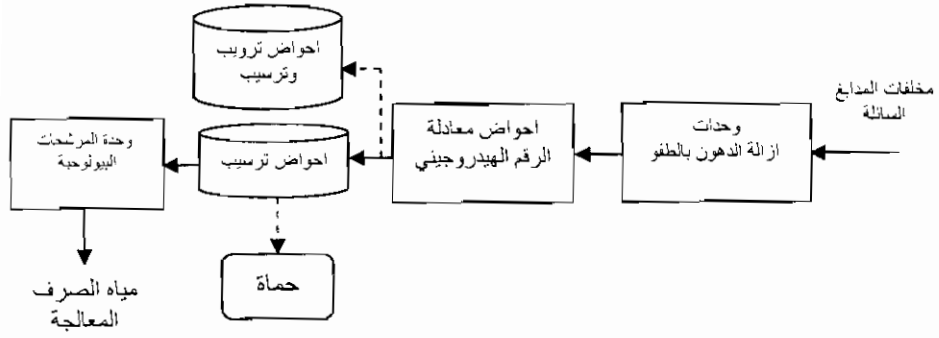 مخلفات المدابغ
السائلة
وحدات
ازالة الدهون بالطفو
احواض معادلة
الرقم الهيدروجيني
احواض ترويب
وترسيب
احواض ترسيب
حماة
وحدة المرشحات
البيولوجية
مياه الصرف
المعالجة